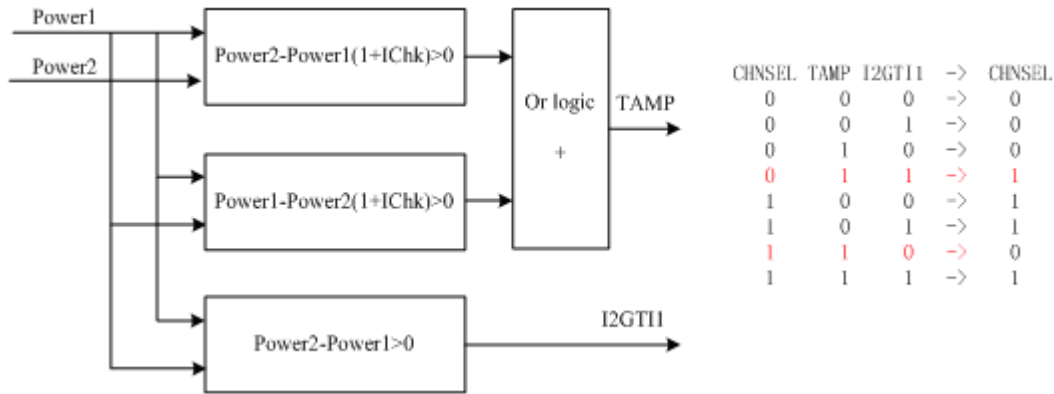 Power1
Power2
Power2-Power1(1+IChk)>0
Or logic
+
TAMP
Power1-Power2(1+IChk)>0
Power2-Power1>0
I2GTI1
CHNSEL TAMP I2GTI1 -> CHNSEL
0 0 0 -> 0
0 0 1 -> 0
0 1 0 -> 0
0 1 1 -> 1
1 0 0 -> 1
1 0 1 -> 1
1 1 0 -> 0
1 1 1 -> 1